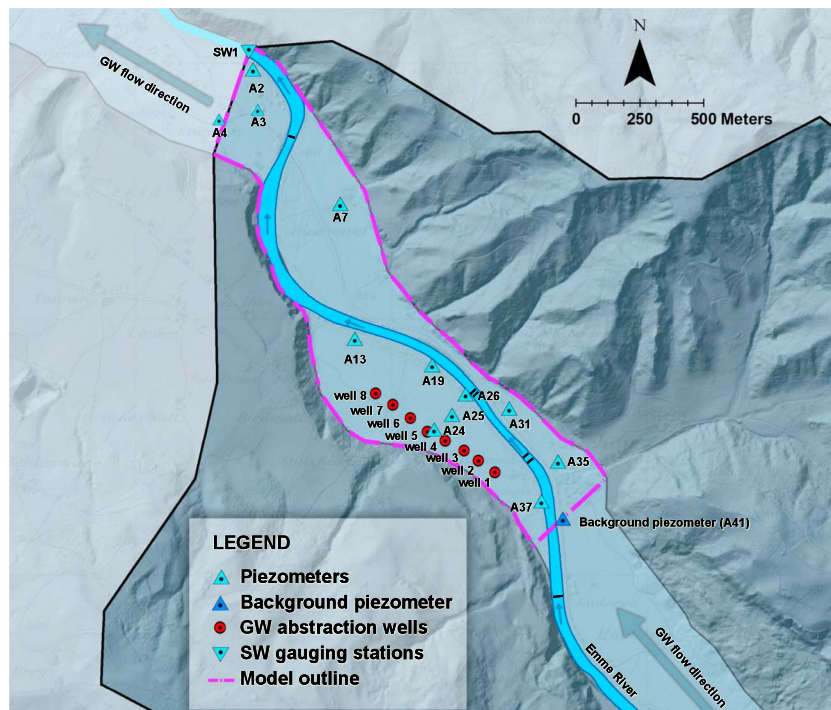 SW1
N
GW flow direction
A2
A3
A4
0 250 500 Meters
A7
A13
A19
well 8
A26
well 7
A25
A31
well 6
A24
well 5
well 4
well 3
A35
well 2
well 1
A37
Background piezometer (A41)
LEGEND
Piezometers
Background piezometer
GW abstraction wells
SW gauging stations
Model outline
Emme River
GW flow direction